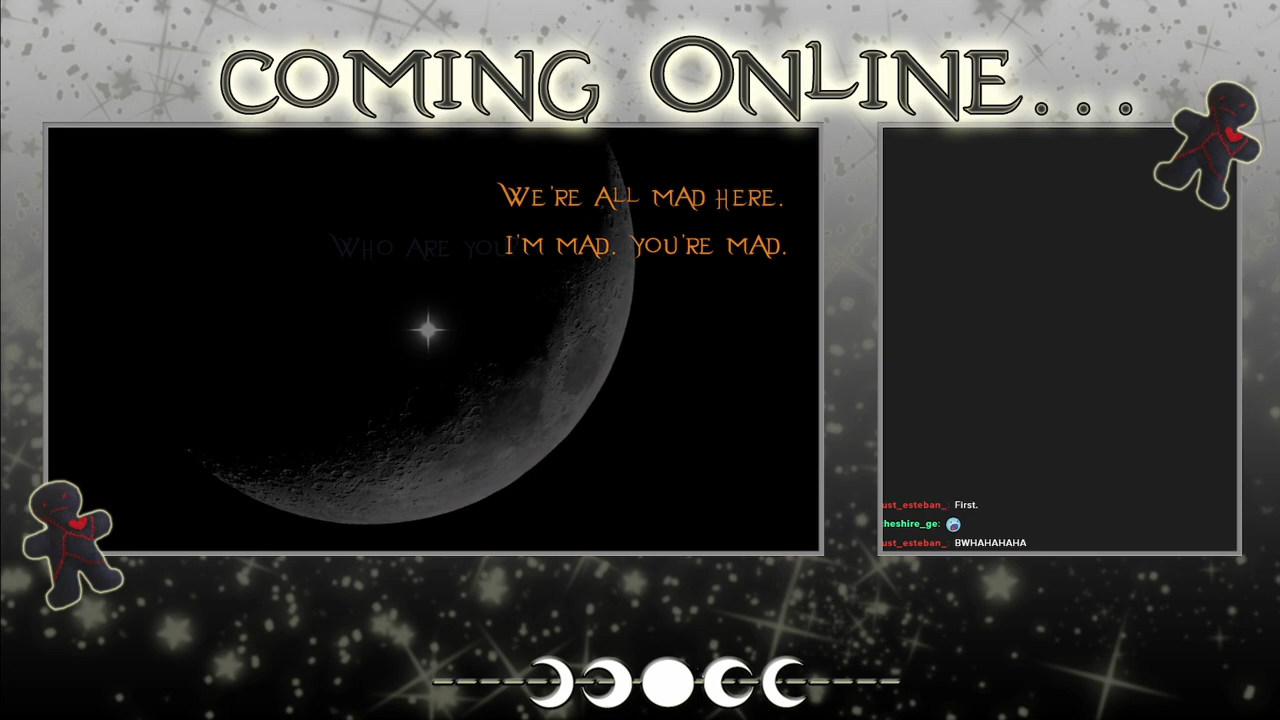 COMING ONLINE...
WE'RE ALL MAD HERE.
WHO ARE YOU
I'M MAD. YOU'RE MAD.
ust_esteban_: First.
heshire_ge:
ust_esteban_: BWHAHAHAHA